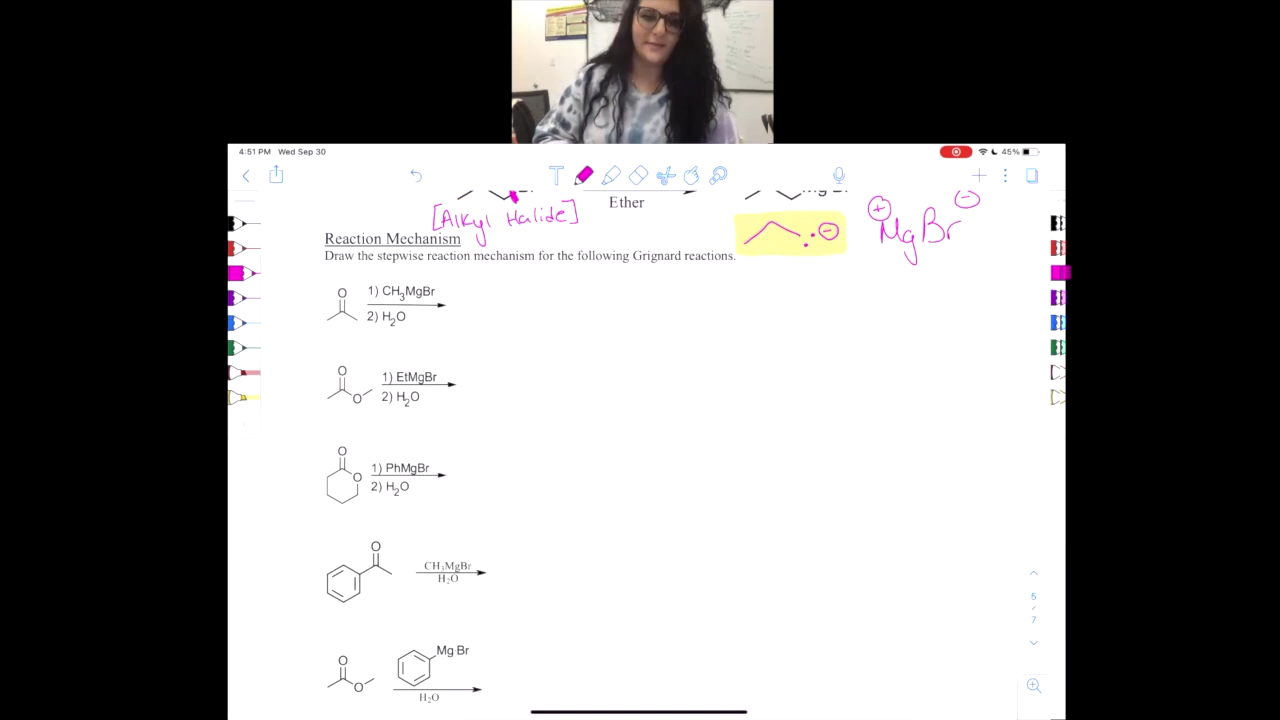 4:51 PM Wed Sep 30
45%
Ether
MgBr
[Alkyl Halide]
⊕ ⊖
MgBr
: ⊖
Reaction Mechanism
Draw the stepwise reaction mechanism for the following Grignard reactions.
O
1) CH₃MgBr
2) H₂O
O
O
1) EtMgBr
2) H₂O
O
O
1) PhMgBr
2) H₂O
O
CH₃MgBr
H₂O
O
O
Mg Br
H₂O
5
/
7